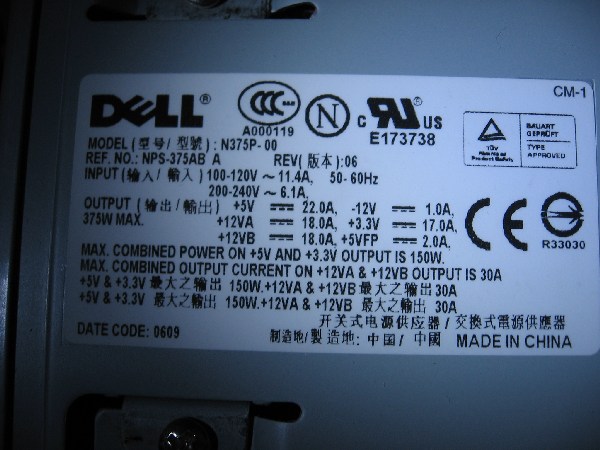 CM-1
DELL®
CCC
A000119
N
c RU US
E173738
TÜV
Product Safety
BAUART
GEPRÜFT
TYPE
APPROVED
MODEL (型号/ 型號): N375P-00
REF. NO.: NPS-375AB A REV (版本):06
INPUT (输入/ 輸入) 100-120V ~ 11.4A, 50-60Hz
200-240V ~ 6.1A.
OUTPUT (输出/ 輸出) +5V 22.0A, -12V 1.0A,
375W MAX. +12VA 18.0A, +3.3V 17.0A,
+12VB 18.0A, +5VFP 2.0A,
CE
R33030
MAX. COMBINED POWER ON +5V AND +3.3V OUTPUT IS 150W.
MAX. COMBINED OUTPUT CURRENT ON +12VA & +12VB OUTPUT IS 30A
+5V & +3.3V 最大之输出 150W.+12VA & +12VB 最大之输出 30A
+5V & +3.3V 最大之輸出 150W.+12VA & +12VB 最大之輸出 30A
开关式电源供应器/ 交換式電源供應器
DATE CODE: 0609
制造地/製造地: 中国/ 中國 MADE IN CHINA